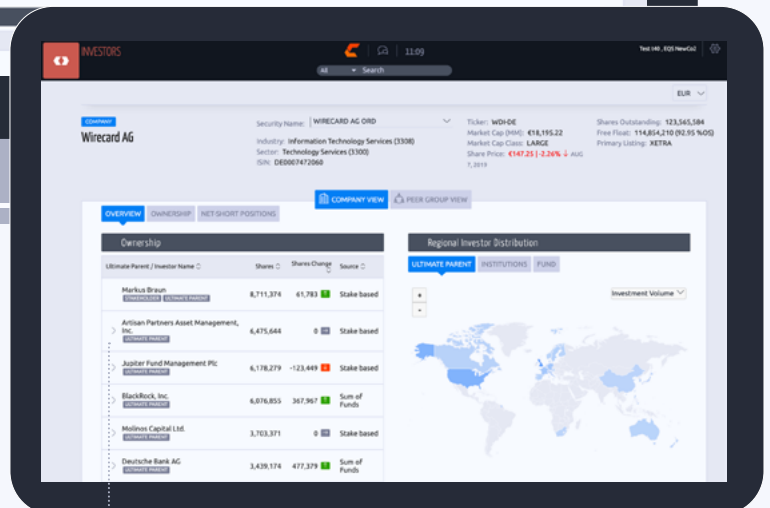 INVESTORS
11:09
Test 140 , EQS NewCo2
All Search
EUR
COMPANY
Wirecard AG
Security Name: WIRECARD AG ORD
Industry: Information Technology Services (3308)
Sector: Technology Services (3300)
ISIN: DE0007472060
Ticker: WDI-DE
Market Cap (MM): €18,195.22
Market Cap Class: LARGE
Share Price: €147.25 | -2.26% ↓ AUG
7, 2019
Shares Outstanding: 123,565,584
Free Float: 114,854,210 (92.95 %OS)
Primary Listing: XETRA
COMPANY VIEW PEER GROUP VIEW
OVERVIEW OWNERSHIP NET-SHORT POSITIONS
Ownership
Ultimate Parent / Investor Name Shares Shares Change Source
Markus Braun 8,711,374 61,783 Stake based
STAKEHOLDER ULTIMATE PARENT
Artisan Partners Asset Management,
Inc. 6,475,644 0 Stake based
ULTIMATE PARENT
Jupiter Fund Management Plc 6,178,279 -123,449 Stake based
ULTIMATE PARENT
BlackRock, Inc. 6,076,855 367,967 Sum of
Funds
ULTIMATE PARENT
Molinos Capital Ltd. 3,703,371 0 Stake based
ULTIMATE PARENT
Deutsche Bank AG 3,439,174 477,379 Sum of
Funds
ULTIMATE PARENT
Regional Investor Distribution
ULTIMATE PARENT INSTITUTIONS FUND
+
-
Investment Volume